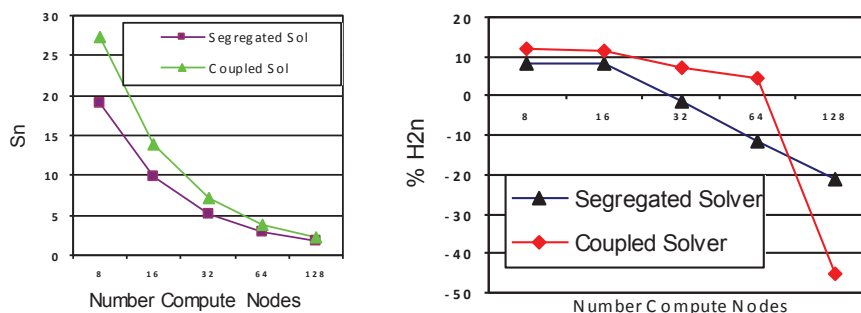 30
25
20
15
10
5
0
Sn
Segregated Sol
Coupled Sol
8 16 32 64 128
Number Compute Nodes
20
10
0
-10
-20
-30
-40
-50
% H2n
8 16 32 64 128
Segregated Solver
Coupled Solver
Number Compute Nodes